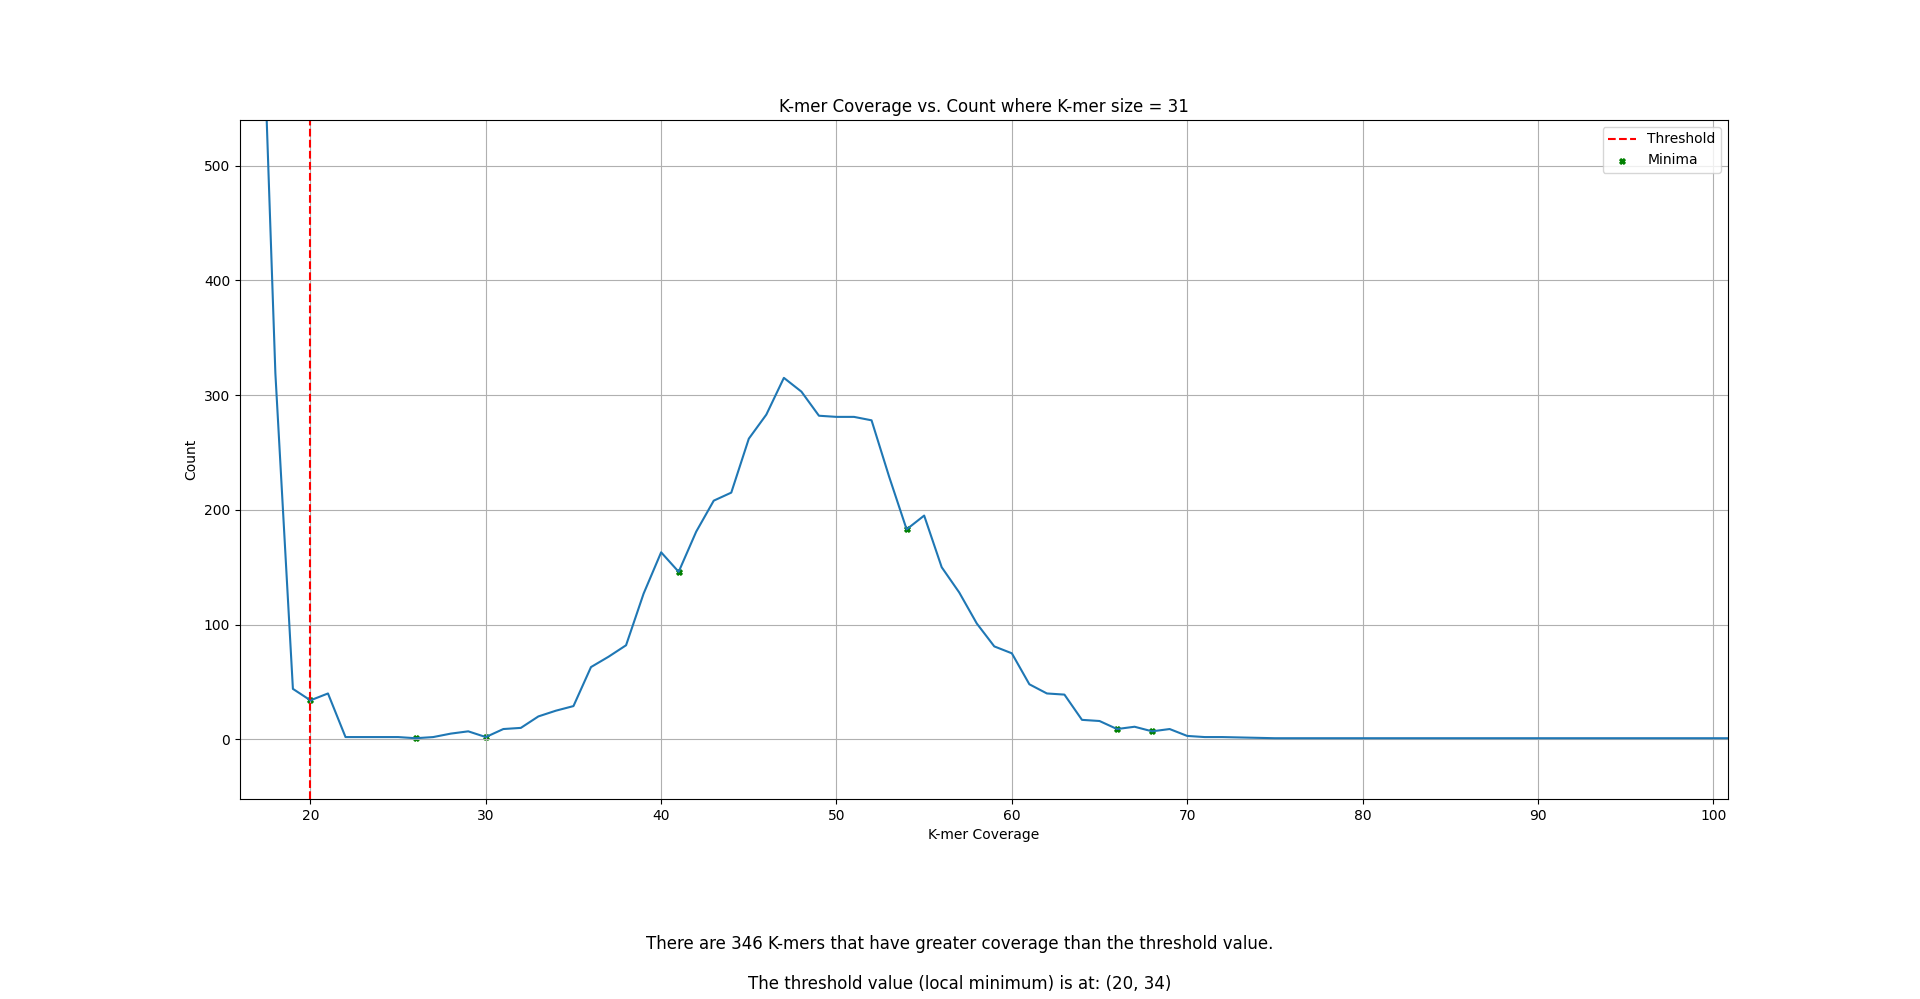 K-mer Coverage vs. Count where K-mer size = 31
Threshold
Minima
500
400
300
200
100
0
Count
20 30 40 50 60 70 80 90 100
K-mer Coverage
There are 346 K-mers that have greater coverage than the threshold value.
The threshold value (local minimum) is at: (20, 34)